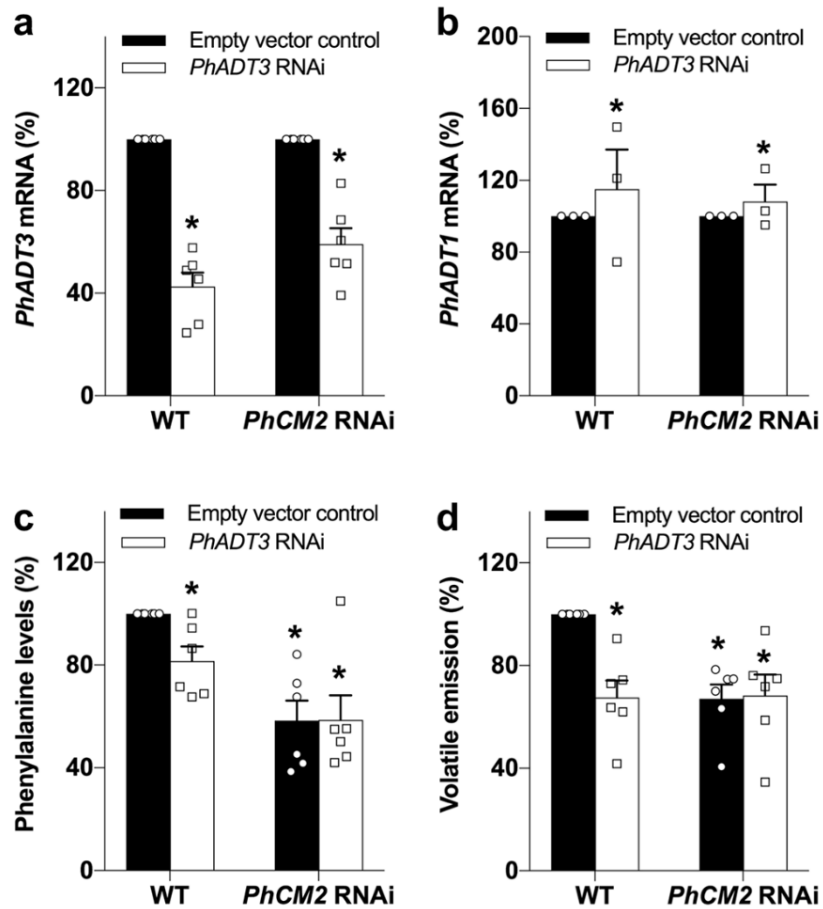 a
Empty vector control
PhADT3 RNAi
PhADT3 mRNA (%)
120
80
40
0
*
*
WT
PhCM2 RNAi
b
Empty vector control
PhADT3 RNAi
PhADT1 mRNA (%)
200
160
120
80
40
0
*
*
WT
PhCM2 RNAi
c
Empty vector control
PhADT3 RNAi
Phenylalanine levels (%)
120
80
40
0
*
*
*
WT
PhCM2 RNAi
d
Empty vector control
PhADT3 RNAi
Volatile emission (%)
120
80
40
0
*
*
*
WT
PhCM2 RNAi